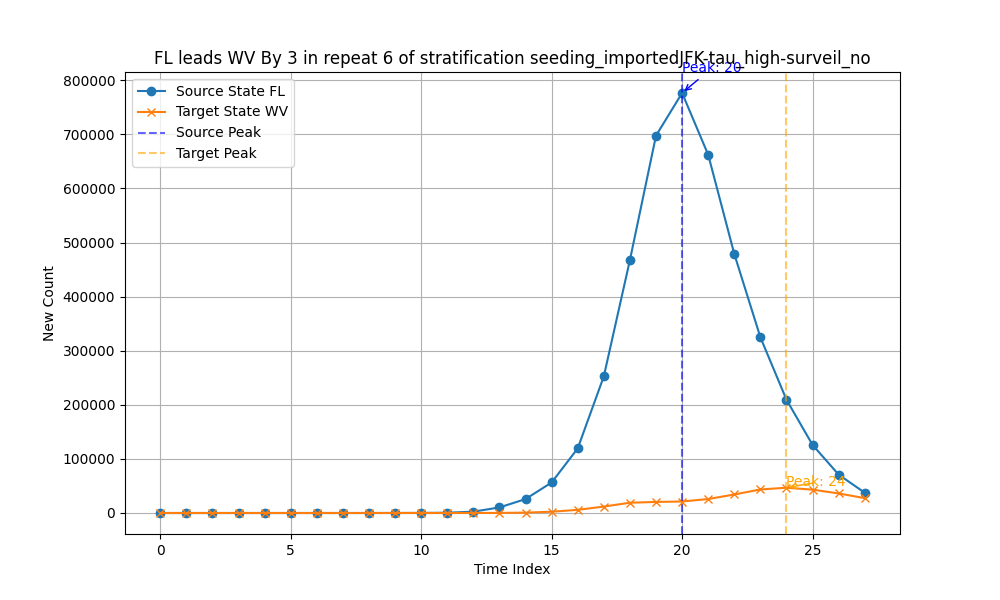 FL leads WV By 3 in repeat 6 of stratification seeding_importedJFK-tau_high-surveil_no
Peak: 20
Source State FL
Target State WV
Source Peak
Target Peak
800000
700000
600000
500000
400000
300000
200000
100000
0
New Count
Peak: 24
0 5 10 15 20 25
Time Index